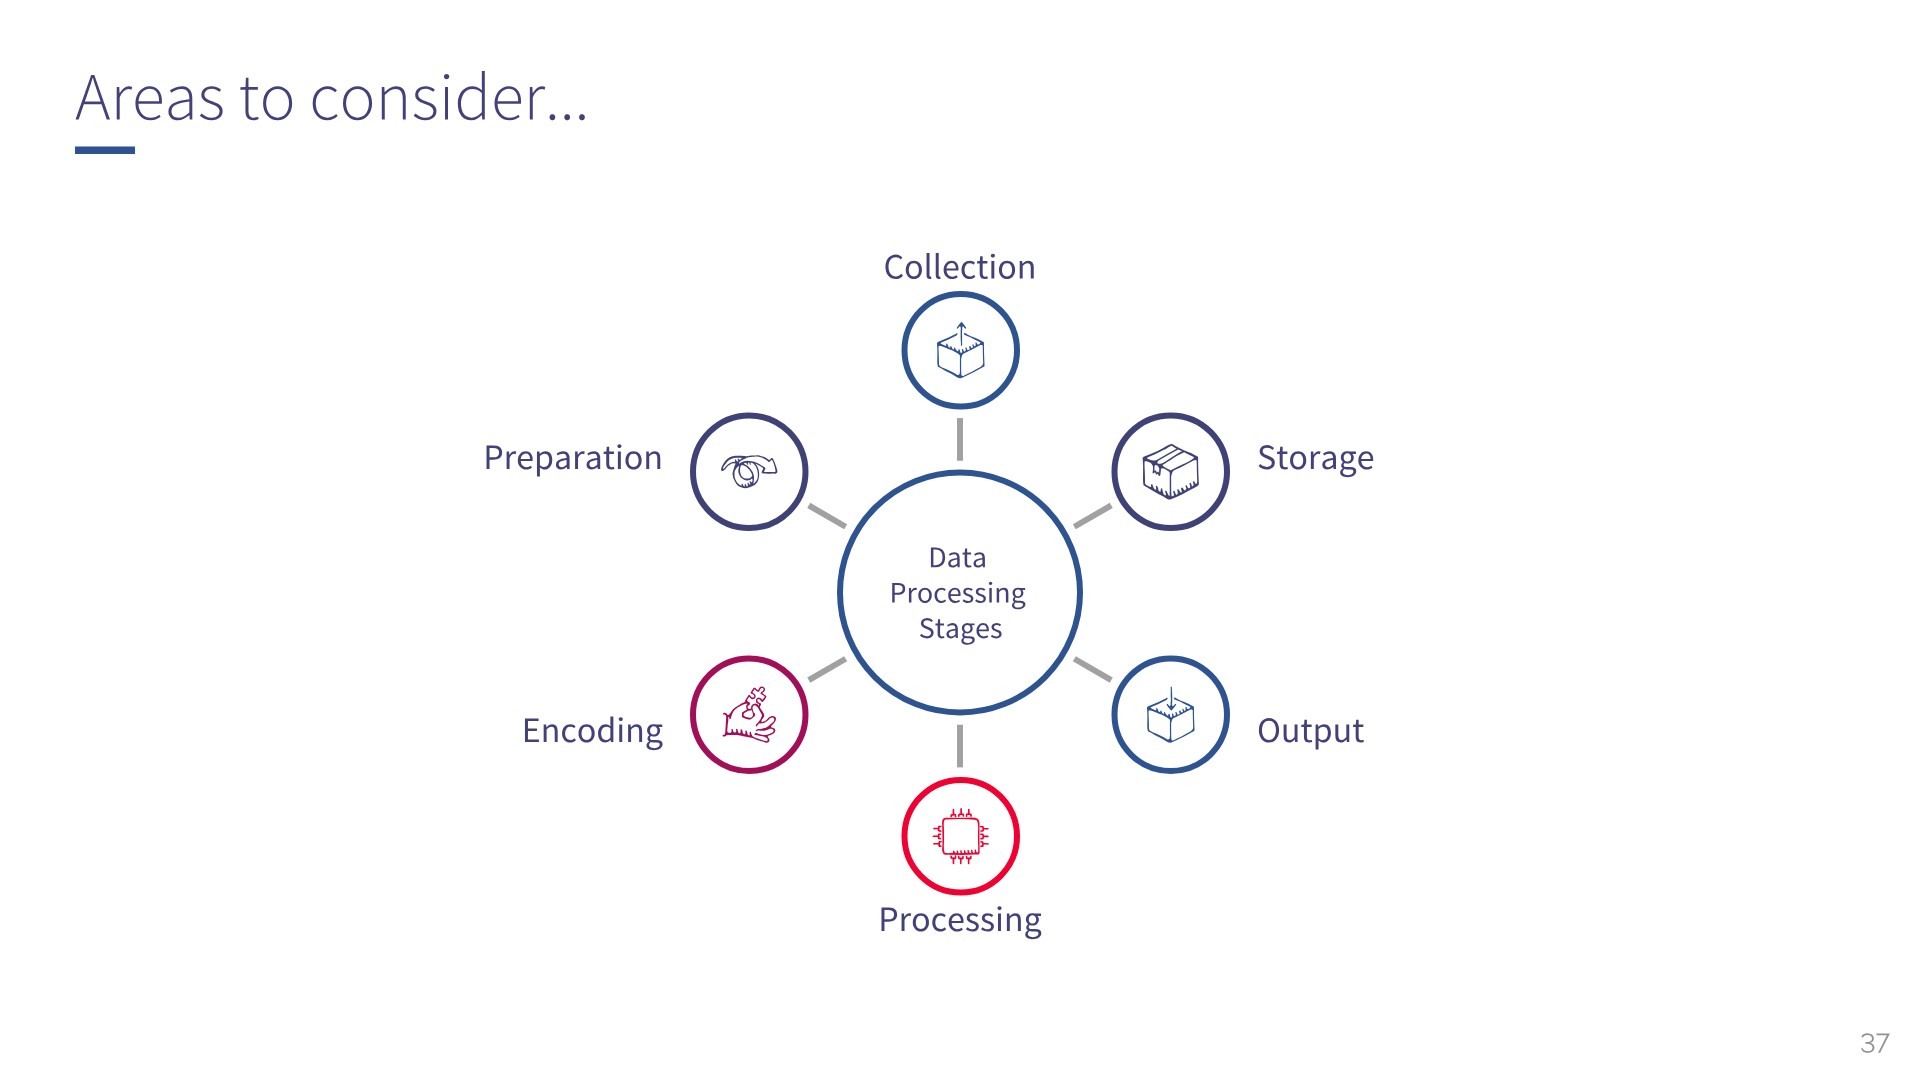 Areas to consider...
Collection
Preparation
Storage
Data
Processing
Stages
Encoding
Output
Processing
37